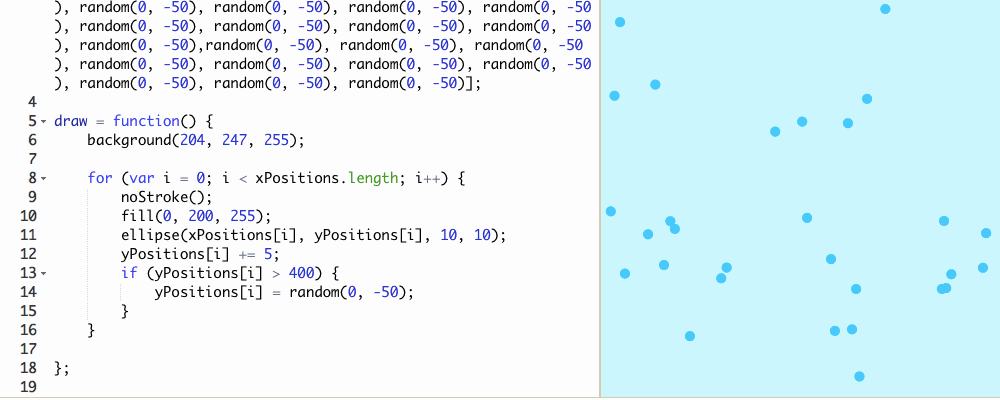 ), random(0, -50), random(0, -50), random(0, -50), random(0, -50
), random(0, -50), random(0, -50), random(0, -50), random(0, -50
), random(0, -50),random(0, -50), random(0, -50), random(0, -50
), random(0, -50), random(0, -50), random(0, -50), random(0, -50
), random(0, -50), random(0, -50), random(0, -50)];
4
5 draw = function() {
6 background(204, 247, 255);
7
8 for (var i = 0; i < xPositions.length; i++) {
9 noStroke();
10 fill(0, 200, 255);
11 ellipse(xPositions[i], yPositions[i], 10, 10);
12 yPositions[i] += 5;
13 if (yPositions[i] > 400) {
14 yPositions[i] = random(0, -50);
15 }
16 }
17
18 };
19